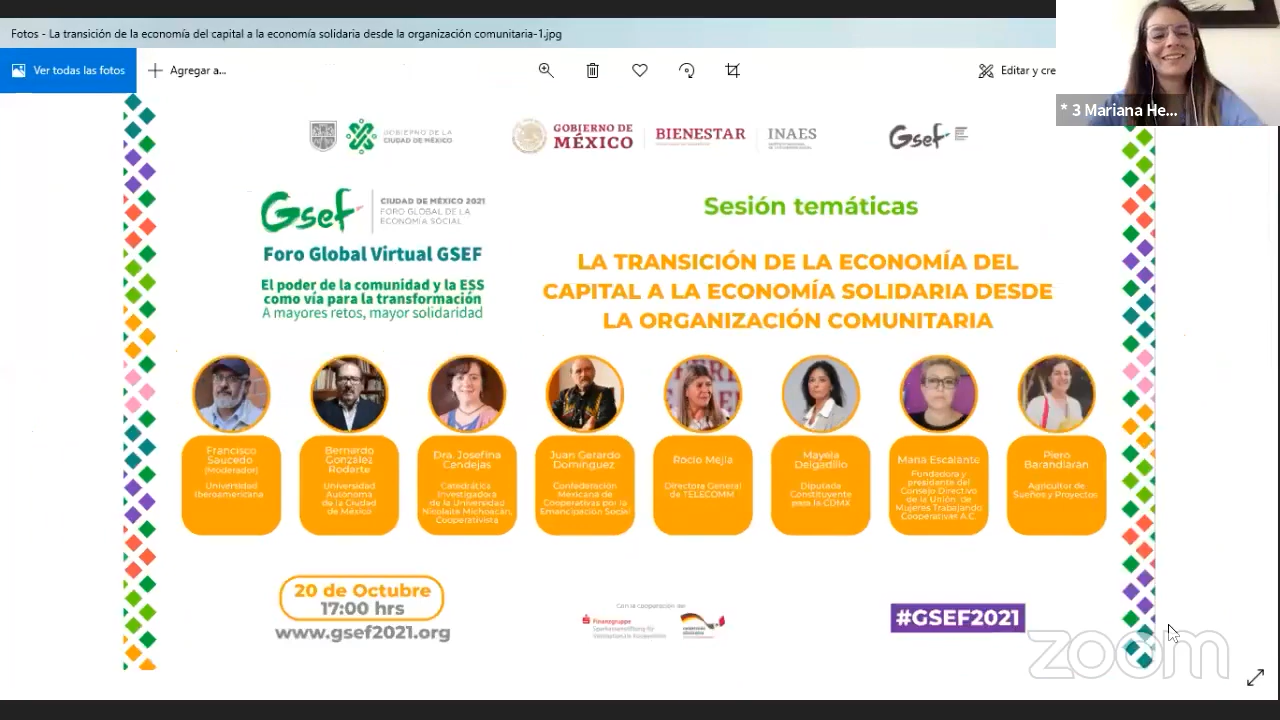 Fotos - La transición de la economía del capital a la economía solidaria desde la organización comunitaria-1.jpg
Ver todas las fotos
Agregar a...
Editar y cre
* 3 Mariana He...
GOBIERNO DE LA
CIUDAD DE MÉXICO
GOBIERNO DE
MÉXICO
BIENESTAR
INAES
Gsef
Gsef
CIUDAD DE MÉXICO 2021
FORO GLOBAL DE LA
ECONOMÍA SOCIAL
Foro Global Virtual GSEF
El poder de la comunidad y la ESS
como vía para la transformación
A mayores retos, mayor solidaridad
Sesión temáticas
LA TRANSICIÓN DE LA ECONOMÍA DEL
CAPITAL A LA ECONOMÍA SOLIDARIA DESDE
LA ORGANIZACIÓN COMUNITARIA
Francisco
Saucedo
(Moderador)
Universidad
Iberoamericana
Bernardo
González
Rodarte
Universidad
Autónoma
de la Ciudad
de México
Dra. Josefina
Cendejas
Catedrática
Investigadora
de la Universidad
Nicolaita Michoacán,
Cooperativista
Juan Gerardo
Domínguez
Confederación
Mexicana de
Cooperativas por la
Emancipación Social
Rocío Mejía
Directora General
de TELECOMM
Mayela
Delgadillo
Diputada
Constituyente
para la CDMX
María Escalante
Fundadora y
presidente del
Consejo Directivo
de la Unión de
Mujeres Trabajando
Cooperativas A.C.
Piero
Barandiarán
Agricultor de
Sueños y Proyectos
20 de Octubre
17:00 hrs
www.gsef2021.org
Con la cooperación de:
Finanzgruppe
Sparkassenstiftung für
internationale Kooperation
#GSEF2021
zoom